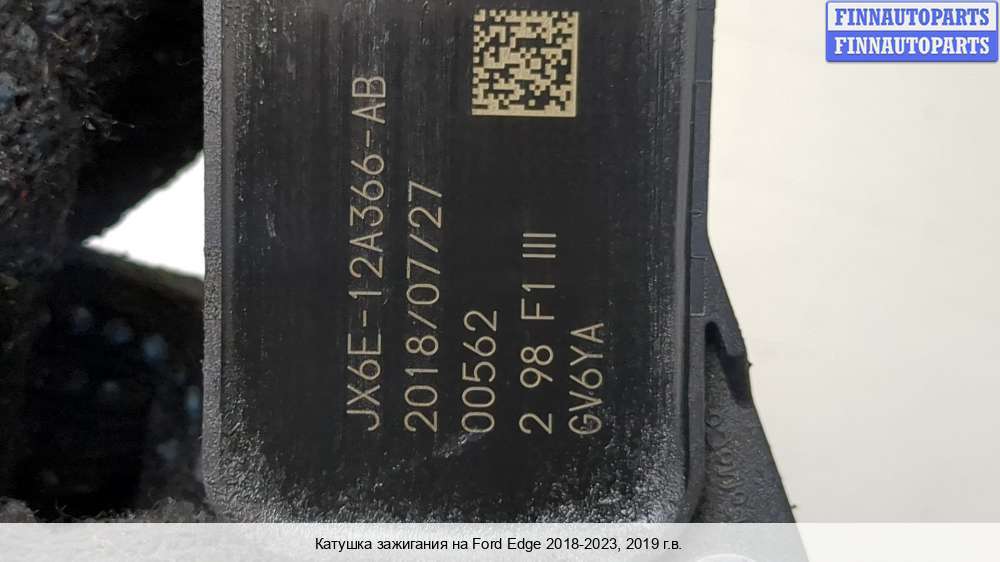 FINNAUTOPARTS
FINNAUTOPARTS
JX6E-12A366-AB
2018/07/27
00562
2 98 F1 III
GV6YA
Катушка зажигания на Ford Edge 2018-2023, 2019 г.в.